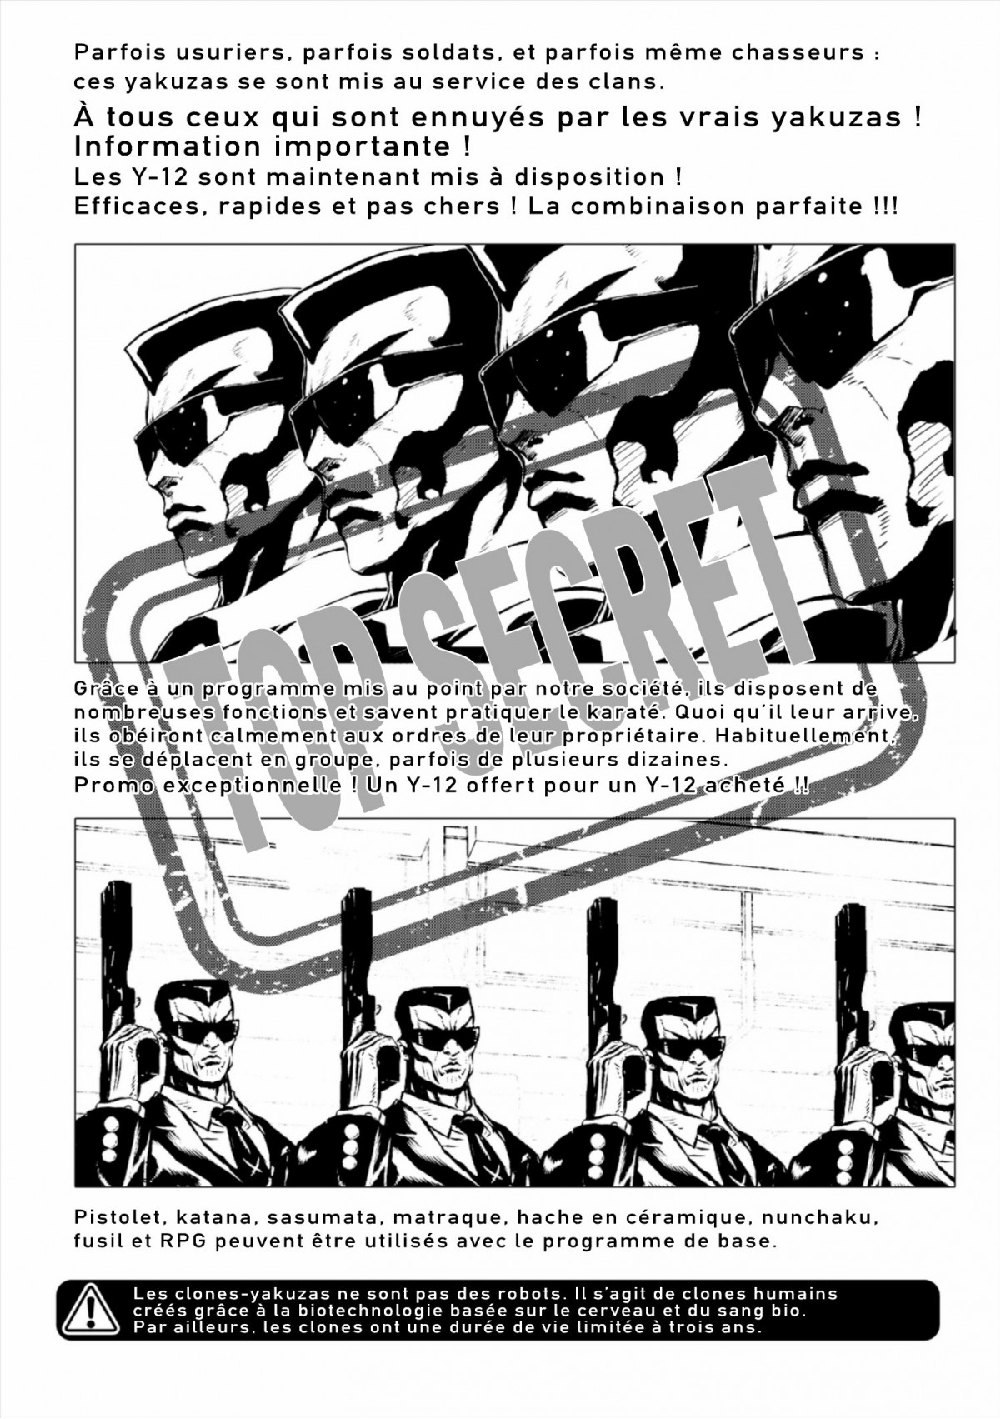 Parfois usuriers, parfois soldats, et parfois même chasseurs :
ces yakuzas se sont mis au service des clans.
À tous ceux qui sont ennuyés par les vrais yakuzas !
Information importante !
Les Y-12 sont maintenant mis à disposition !
Efficaces, rapides et pas chers ! La combinaison parfaite !!!
TOP SECRET
Grâce à un programme mis au point par notre société, ils disposent de
nombreuses fonctions et savent pratiquer le karaté. Quoi qu'il leur arrive,
ils obéiront calmement aux ordres de leur propriétaire. Habituellement,
ils se déplacent en groupe, parfois de plusieurs dizaines.
Promo exceptionnelle ! Un Y-12 offert pour un Y-12 acheté !!
Pistolet, katana, sasumata, matraque, hache en céramique, nunchaku,
fusil et RPG peuvent être utilisés avec le programme de base.
Les clones-yakuzas ne sont pas des robots. Il s'agit de clones humains
créés grâce à la biotechnologie basée sur le cerveau et du sang bio.
Par ailleurs, les clones ont une durée de vie limitée à trois ans.